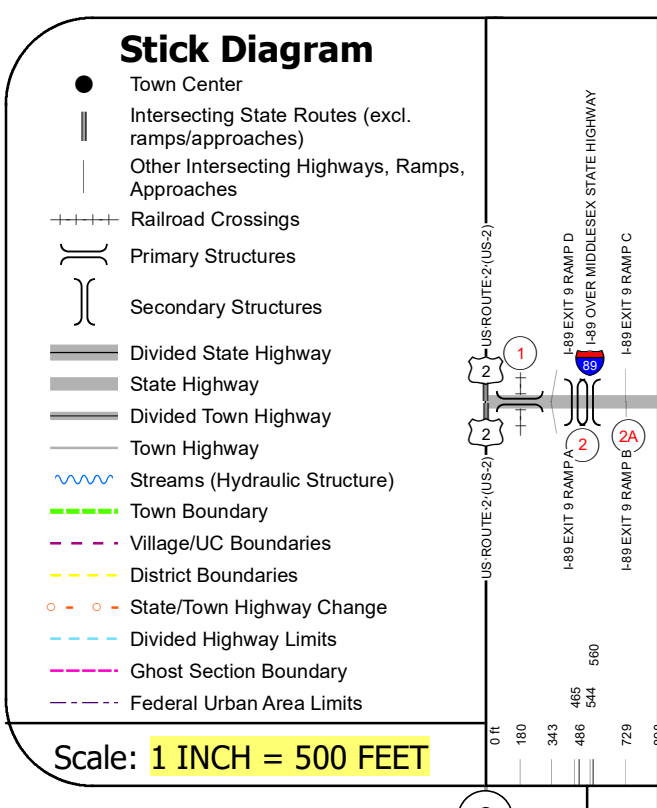 Stick Diagram
Town Center
Intersecting State Routes (excl.
ramps/approaches)
Other Intersecting Highways, Ramps,
Approaches
Railroad Crossings
Primary Structures
Secondary Structures
Divided State Highway
State Highway
Divided Town Highway
Town Highway
Streams (Hydraulic Structure)
Town Boundary
Village/UC Boundaries
District Boundaries
State/Town Highway Change
Divided Highway Limits
Ghost Section Boundary
Federal Urban Area Limits
Scale: 1 INCH = 500 FEET
US ROUTE 2 (US-2)
I-89 EXIT 9 RAMP D
I-89 OVER MIDDLESEX STATE HIGHWAY
I-89 EXIT 9 RAMP C
1
89
2
2
2
2A
US ROUTE 2 (US-2)
I-89 EXIT 9 RAMP A
I-89 EXIT 9 RAMP B
465
544
560
0 ft
180
343
486
729